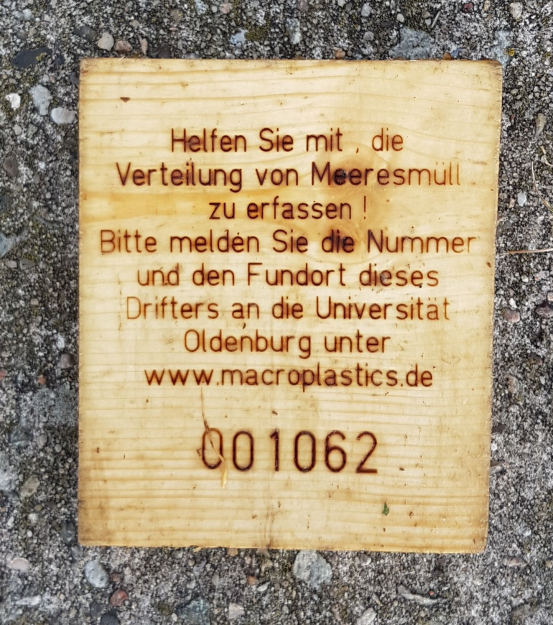 Helfen Sie mit , die
Verteilung von Meeresmüll
zu erfassen !
Bitte melden Sie die Nummer
und den Fundort dieses
Drifters an die Universität
Oldenburg unter
www.macroplastics.de
001062